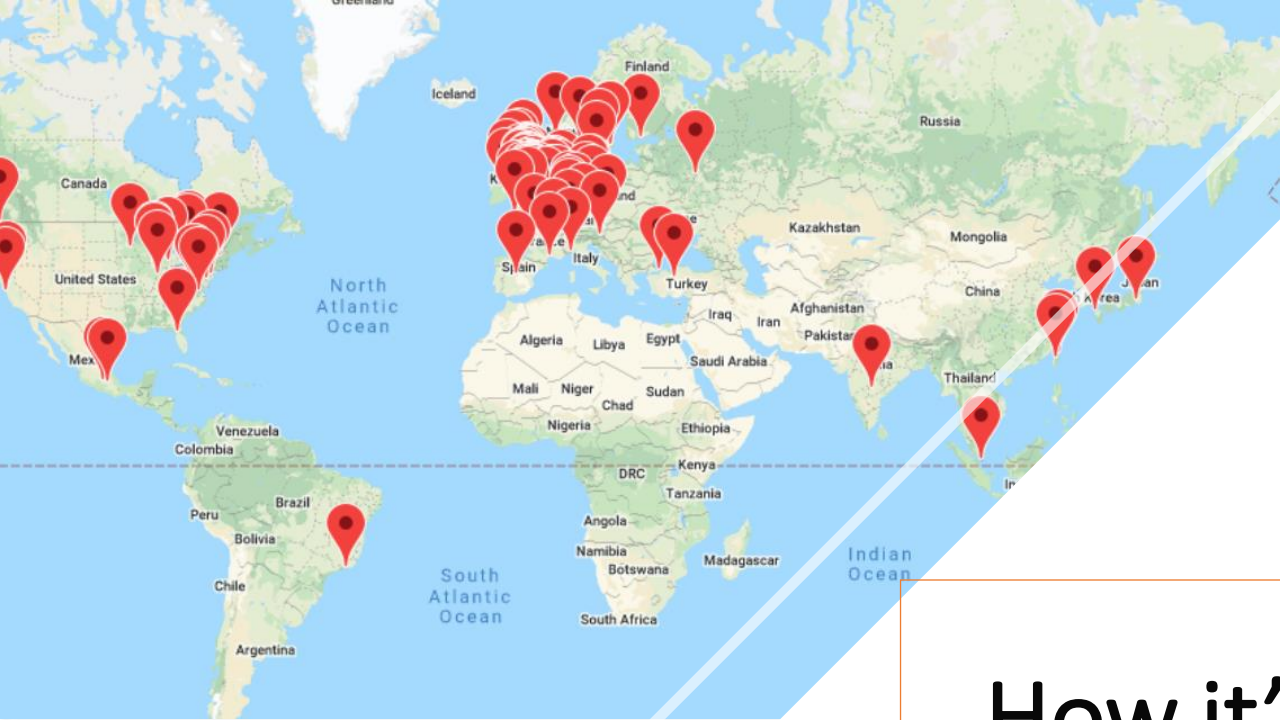 Greenland
Finland
Iceland
Russia
Canada
Kazakhstan
Mongolia
United States
Italy
Spain
Turkey
China
Japan
North
Atlantic
Ocean
Iraq
Iran
Afghanistan
Pakistan
Algeria
Libya
Egypt
Saudi Arabia
Mex
Mali
Niger
Sudan
Chad
Thailand
Nigeria
Ethiopia
Venezuela
Colombia
DRC
Kenya
Tanzania
Brazil
Peru
Angola
Bolivia
Namibia
Botswana
Madagascar
Indian
Ocean
Chile
South
Atlantic
Ocean
South Africa
Argentina
How it’